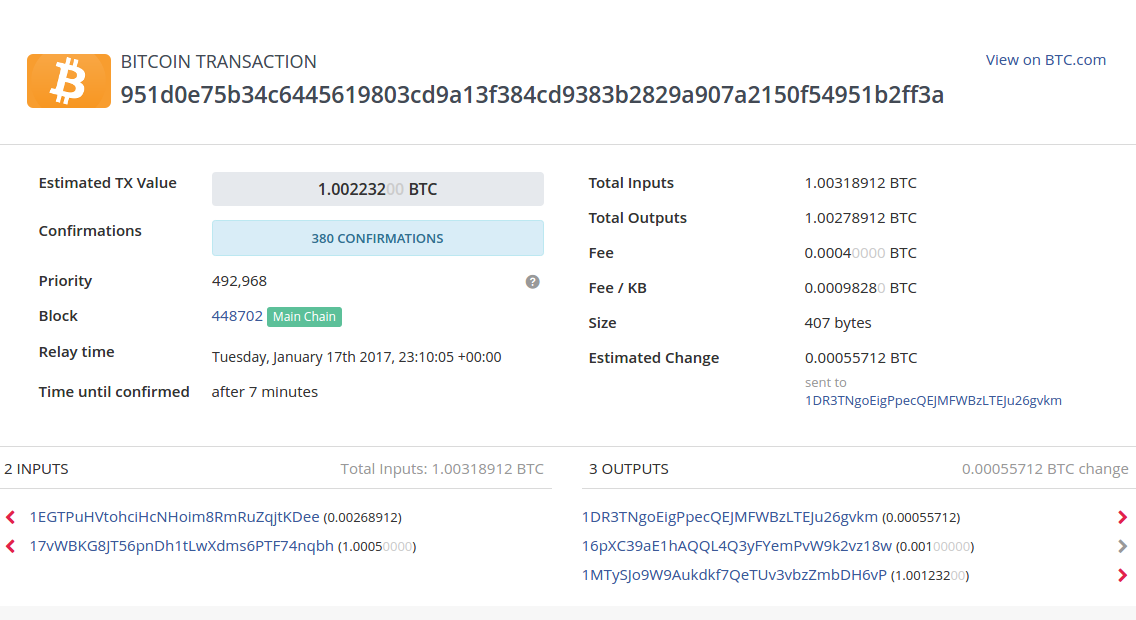 BITCOIN TRANSACTION
View on BTC.com
951d0e75b34c6445619803cd9a13f384cd9383b2829a907a2150f54951b2ff3a
Estimated TX Value 1.00223200 BTC
Confirmations 380 CONFIRMATIONS
Priority 492,968 ?
Block 448702 Main Chain
Relay time Tuesday, January 17th 2017, 23:10:05 +00:00
Time until confirmed after 7 minutes
Total Inputs 1.00318912 BTC
Total Outputs 1.00278912 BTC
Fee 0.00040000 BTC
Fee / KB 0.00098280 BTC
Size 407 bytes
Estimated Change 0.00055712 BTC
sent to
1DR3TNgoEigPpecQEJMFWBzLTEJu26gvkm
2 INPUTS Total Inputs: 1.00318912 BTC
1EGTPuHVtohciHcNHoim8RmRuZqjtKDee (0.00268912)
17vWBKG8JT56pnDh1tLwXdms6PTF74nqbh (1.00050000)
3 OUTPUTS 0.00055712 BTC change
1DR3TNgoEigPpecQEJMFWBzLTEJu26gvkm (0.00055712)
16pXC39aE1hAQQL4Q3yFYemPvW9k2vz18w (0.00100000)
1MTySJo9W9Aukdkf7QeTUv3vbzZmbDH6vP (1.00123200)